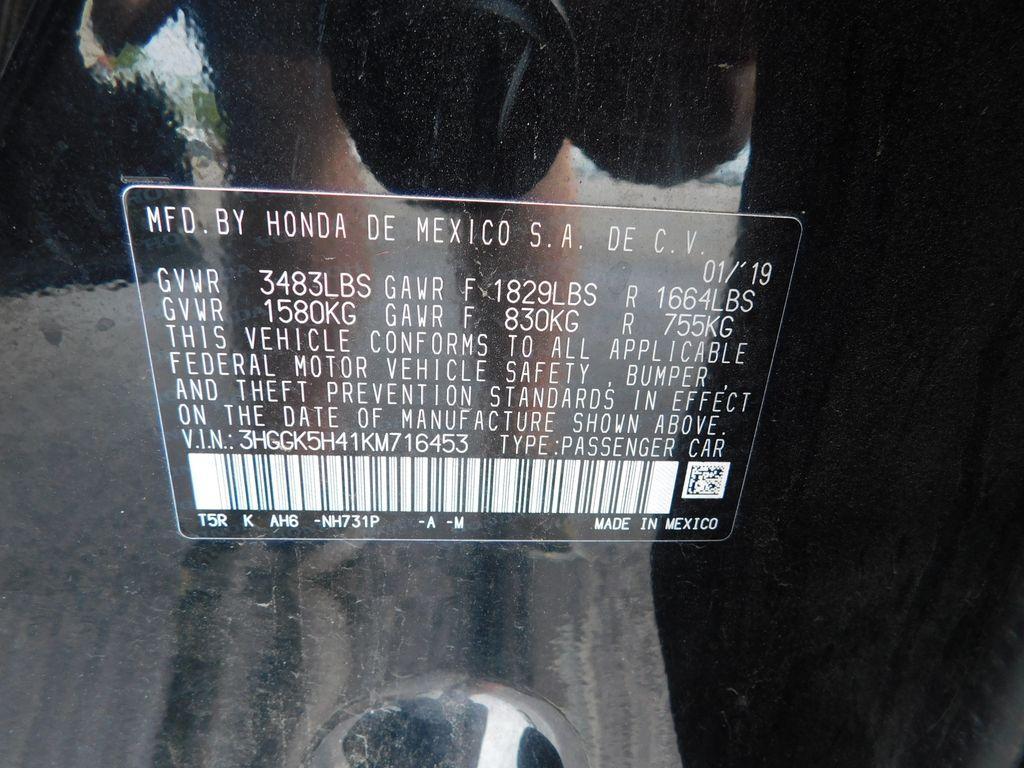 MFD. BY HONDA DE MEXICO S.A. DE C.V.
01/'19
GVWR 3483LBS GAWR F 1829LBS R 1664LBS
GVWR 1580KG GAWR F 830KG R 755KG
THIS VEHICLE CONFORMS TO ALL APPLICABLE
FEDERAL MOTOR VEHICLE SAFETY, BUMPER,
AND THEFT PREVENTION STANDARDS IN EFFECT
ON THE DATE OF MANUFACTURE SHOWN ABOVE.
V.I.N.: 3HGGK5H41KM716453 TYPE:PASSENGER CAR
T5R K AH6 -NH731P -A -M MADE IN MEXICO